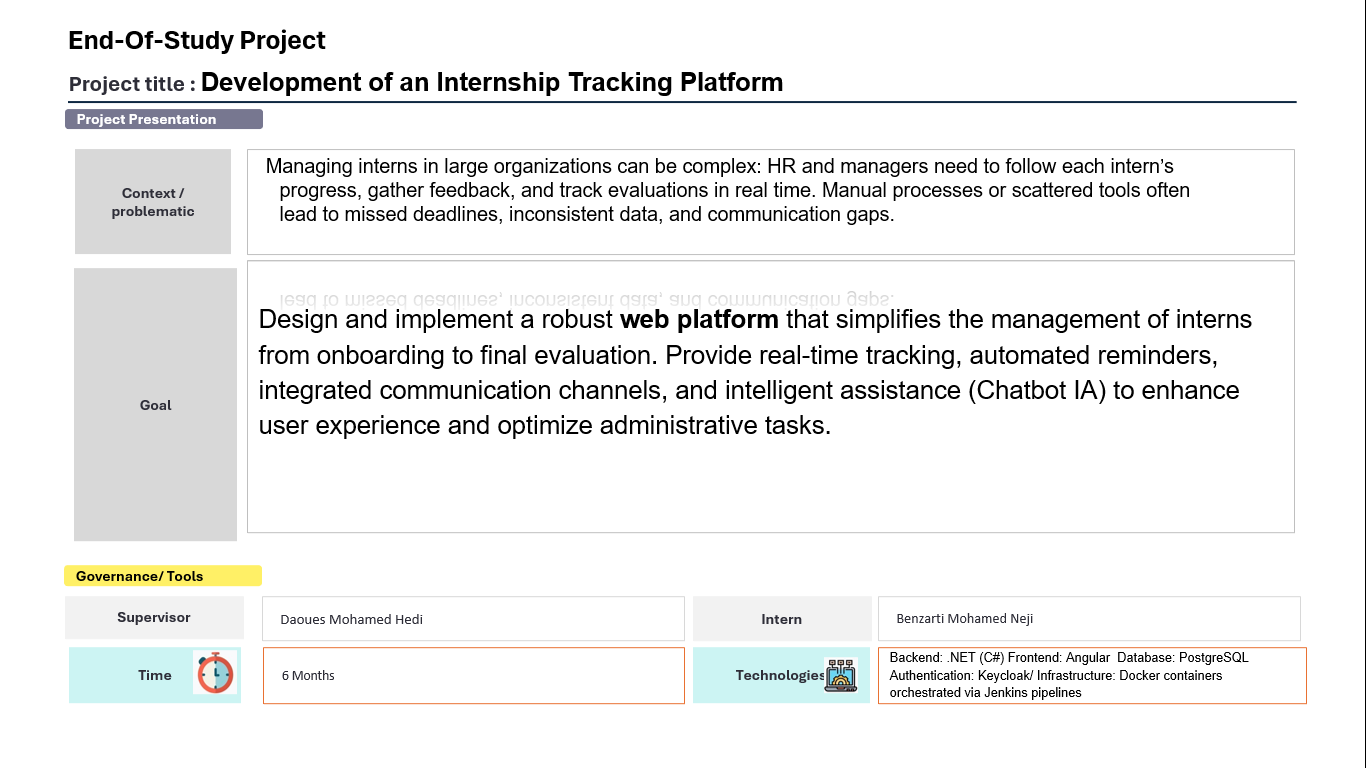 End-Of-Study Project
Project title : Development of an Internship Tracking Platform
Project Presentation
Context /
problematic
Managing interns in large organizations can be complex: HR and managers need to follow each intern’s
progress, gather feedback, and track evaluations in real time. Manual processes or scattered tools often
lead to missed deadlines, inconsistent data, and communication gaps.
Goal
lead to missed deadlines, inconsistent data, and communication gaps.
Design and implement a robust web platform that simplifies the management of interns
from onboarding to final evaluation. Provide real-time tracking, automated reminders,
integrated communication channels, and intelligent assistance (Chatbot IA) to enhance
user experience and optimize administrative tasks.
Governance/ Tools
Supervisor
Daoues Mohamed Hedi
Intern
Benzarti Mohamed Neji
Time
6 Months
Technologies
Backend: .NET (C#) Frontend: Angular  Database: PostgreSQL
Authentication: Keycloak/ Infrastructure: Docker containers
orchestrated via Jenkins pipelines